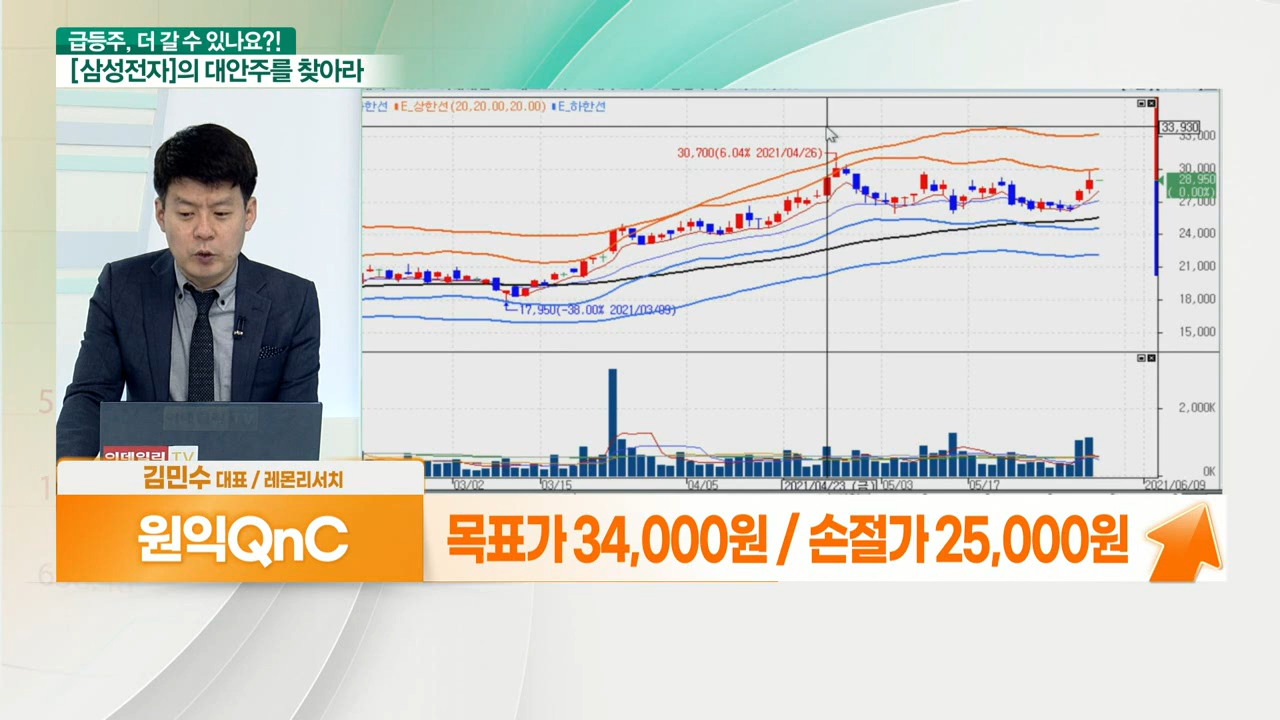 급등주, 더 갈 수 있나요?!
[삼성전자]의 대안주를 찾아라
한선 ■E_상한선(20,20.00,20.00) ■E_하한선
33,930
33,000
30,700(6.04% 2021/04/26)
30,000
28,950
( 0.00%)
27,000
24,000
21,000
18,000
17,950(-38.00% 2021/03/09)
15,000
2,000K
0K
03/02
03/15
04/05
2021/04/23 (금)
05/03
05/17
2021/06/09
이데일리 TV
김민수 대표 / 레몬리서치
원익QnC
목표가 34,000원 / 손절가 25,000원